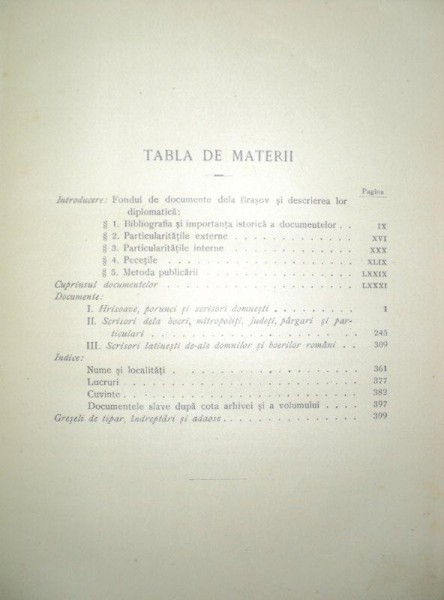 TABLA DE MATERII
Pagina
Introducere: Fondul de documente dela Brașov și descrierea lor
diplomatică:
§ 1. Bibliografia și importanța istorică a documentelor . . IX
§ 2. Particularitățile externe . . . . . . . . . . . . XVI
§ 3. Particularitățile interne . . . . . . . . . . . . XXX
§ 4. Pecețile . . . . . . . . . . . . . . . . . XLIX
§ 5. Metoda publicării . . . . . . . . . . . . . . LXXIX
Cuprinsul documentelor . . . . . . . . . . . . . . LXXXI
Documente:
I. Hrisoave, porunci și scrisori domnești . . . . . . . 1
II. Scrisori dela boeri, mitropoliți, județi, pârgari și par-
ticulari . . . . . . . . . . . . . . . . . . 245
III. Scrisori latinești de-ale domnilor și boerilor români . . 309
Indice:
Nume și localități . . . . . . . . . . . . . . . 361
Lucruri . . . . . . . . . . . . . . . . . . . 377
Cuvinte . . . . . . . . . . . . . . . . . . . 382
Documentele slave după cota arhivei și a volumului . . . . 397
Greșeli de tipar, îndreptări și adaose . . . . . . . . . 399